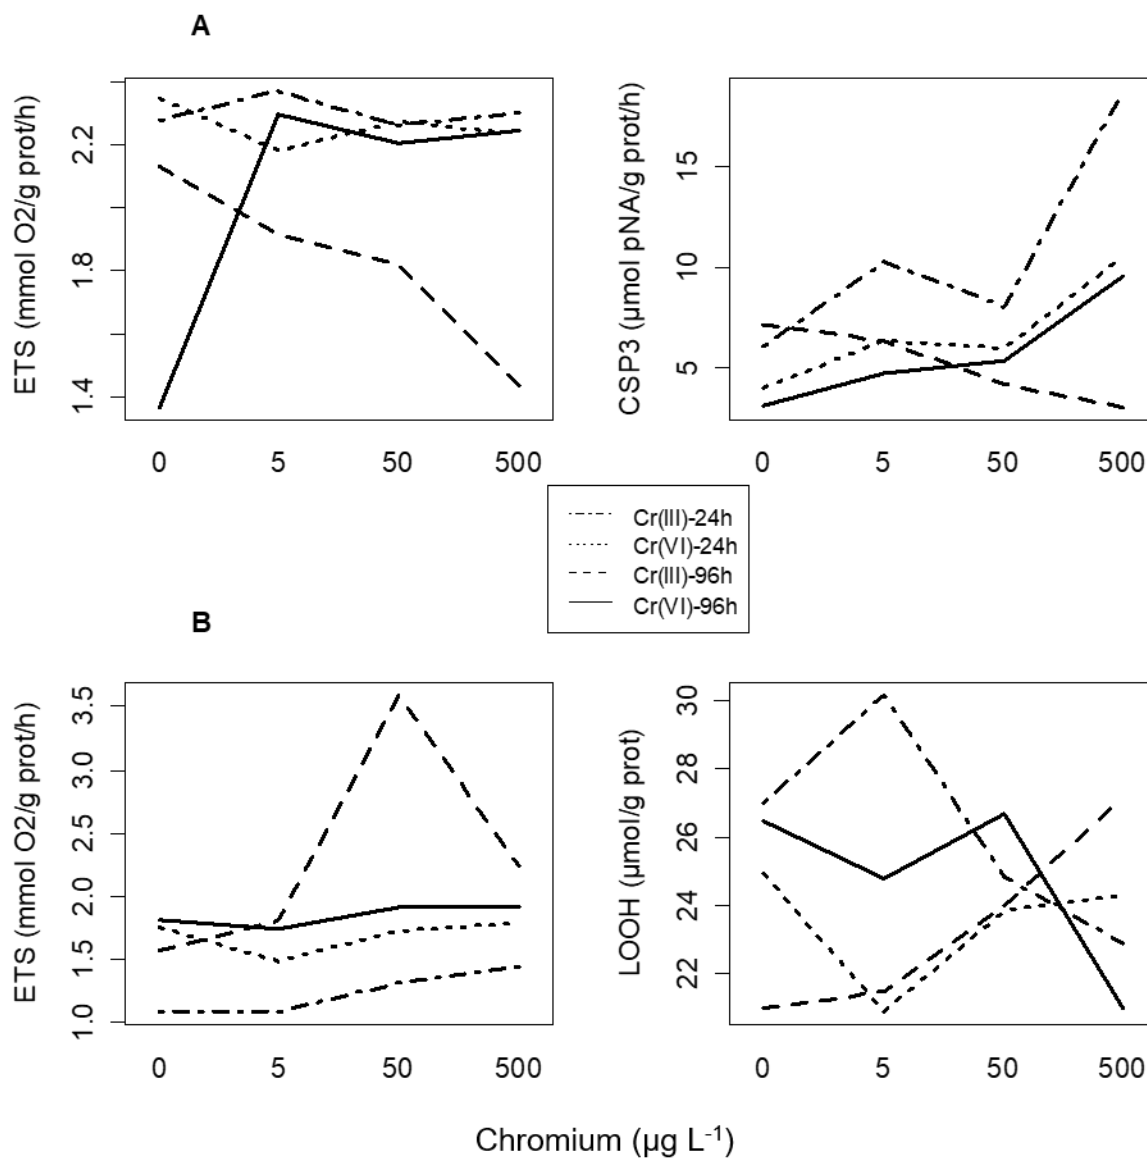 A
ETS (mmol O2/g prot/h)
2.2
1.8
1.4
0 5 50 500
CSP3 (µmol pNA/g prot/h)
15
10
5
0 5 50 500
Cr(III)-24h
Cr(VI)-24h
Cr(III)-96h
Cr(VI)-96h
B
ETS (mmol O2/g prot/h)
3.5
3.0
2.5
2.0
1.5
1.0
0 5 50 500
LOOH (µmol/g prot)
30
28
26
24
22
0 5 50 500
Chromium (µg L⁻¹)